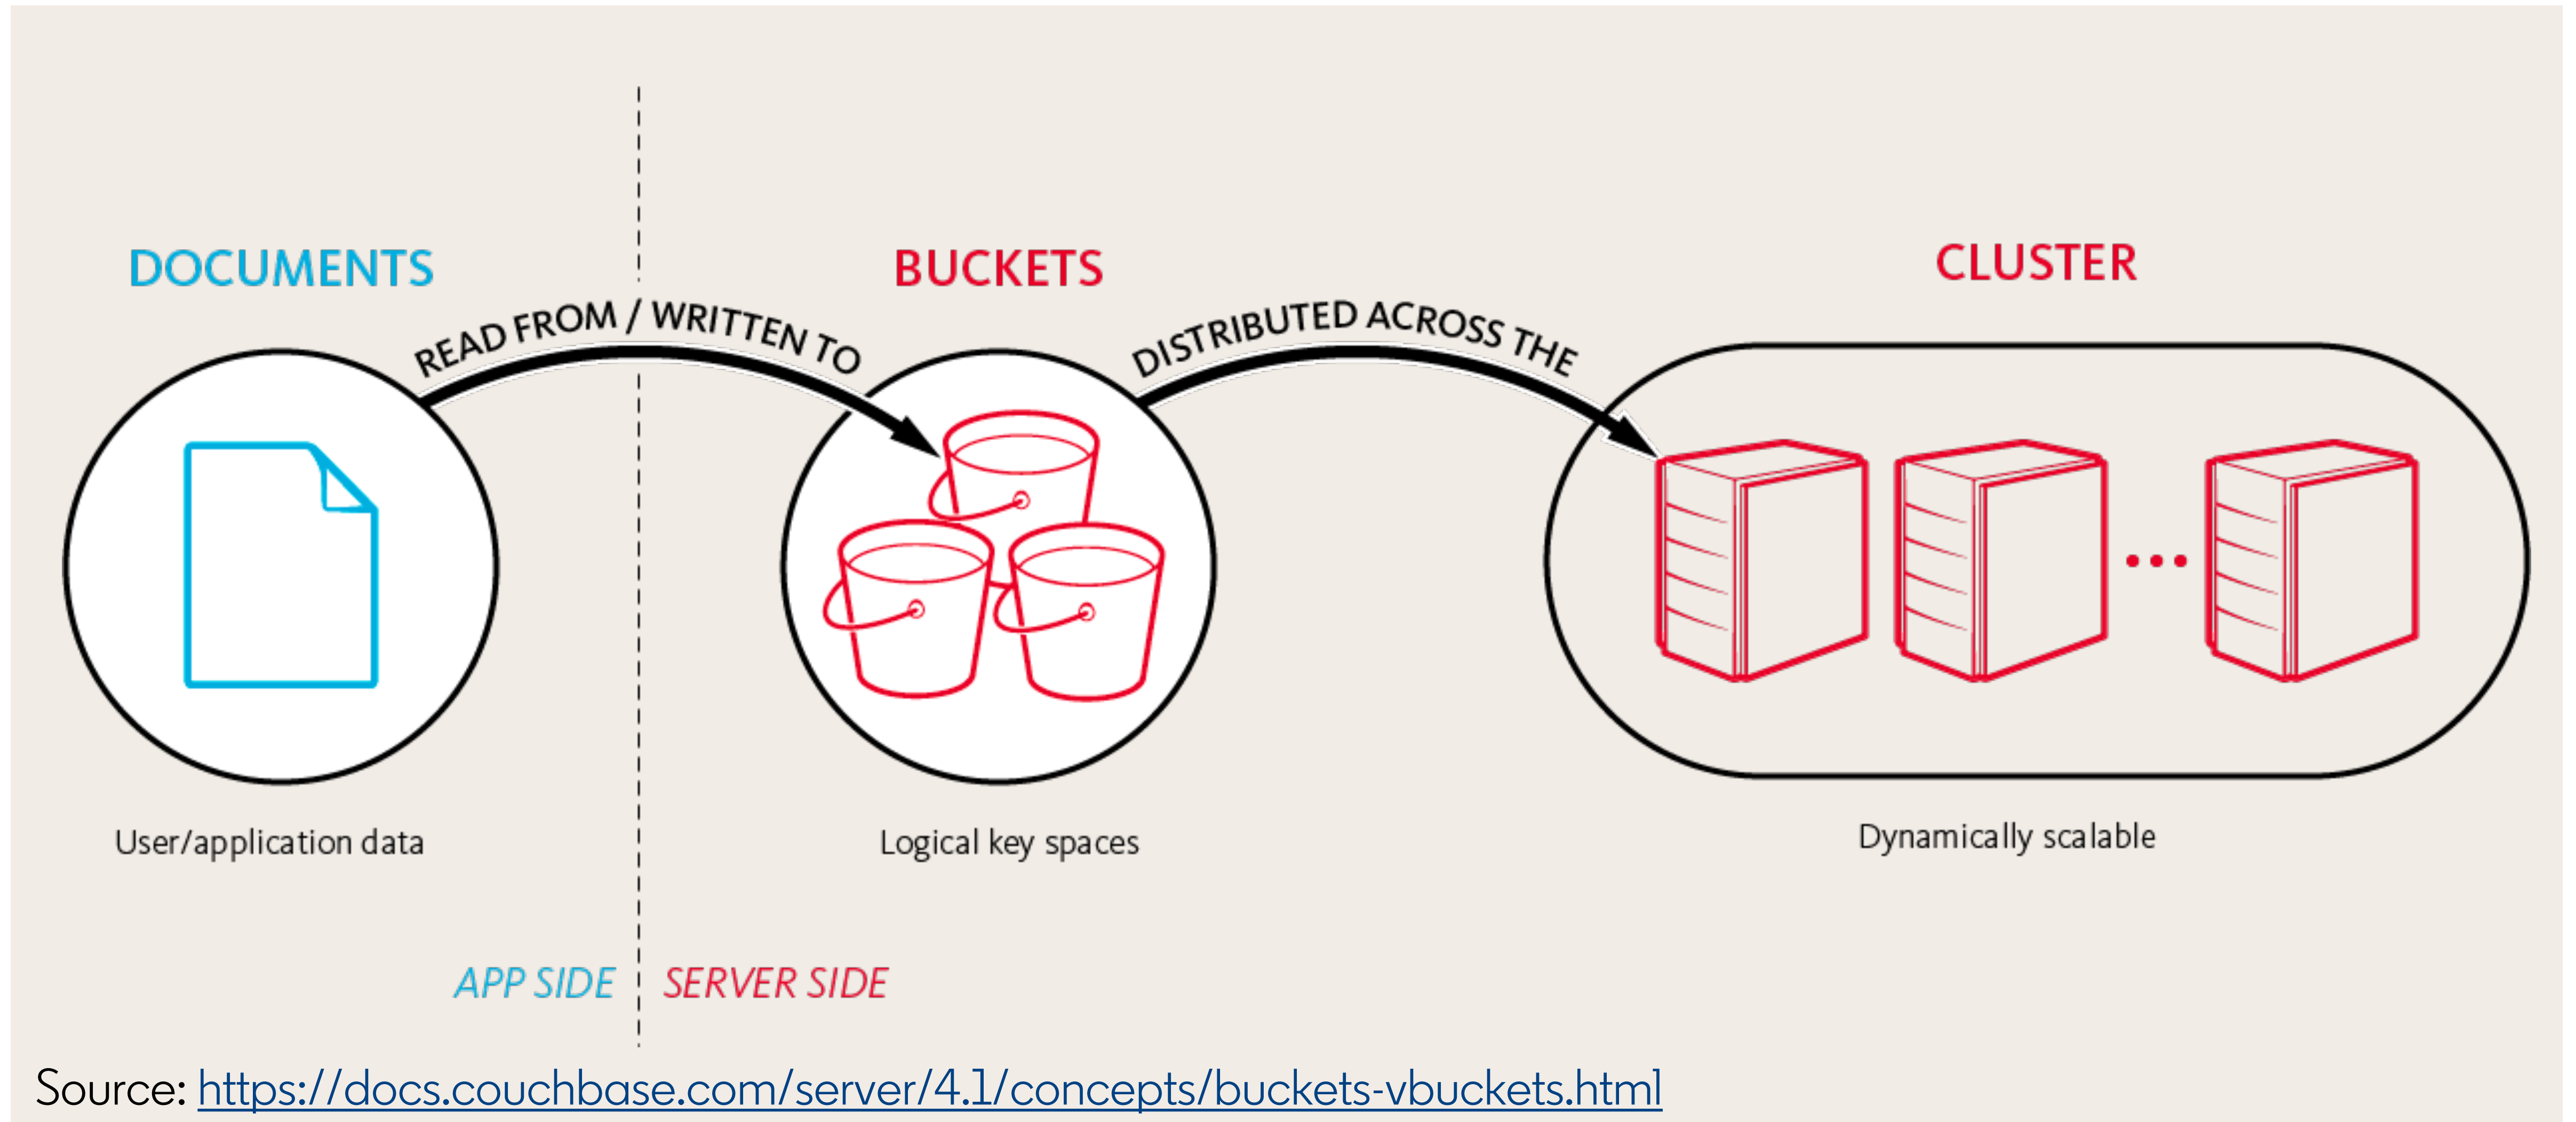 DOCUMENTS
BUCKETS
CLUSTER
READ FROM / WRITTEN TO
DISTRIBUTED ACROSS THE
User/application data
Logical key spaces
Dynamically scalable
APP SIDE
SERVER SIDE
Source: https://docs.couchbase.com/server/4.1/concepts/buckets-vbuckets.html